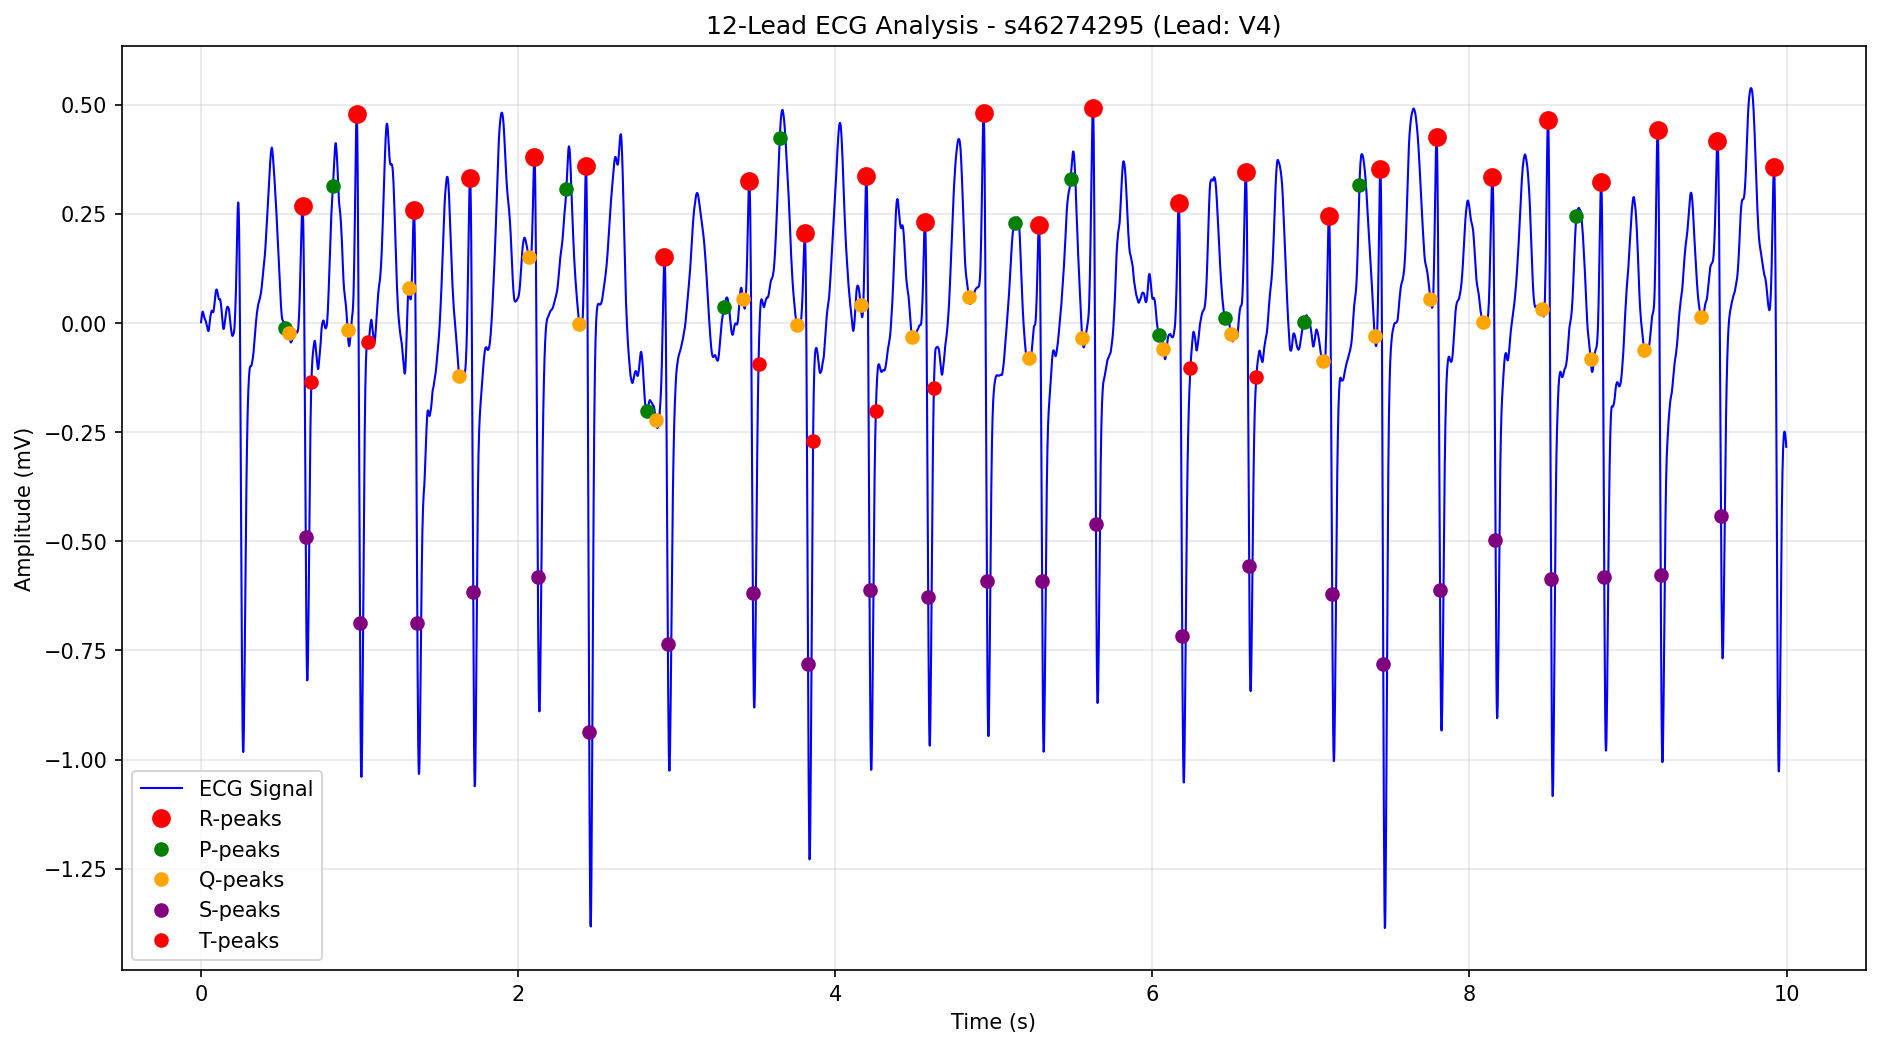 12-Lead ECG Analysis - s46274295 (Lead: V4)
Amplitude (mV)
0.50
0.25
0.00
−0.25
−0.50
−0.75
−1.00
−1.25
ECG Signal
R-peaks
P-peaks
Q-peaks
S-peaks
T-peaks
0 2 4 6 8 10
Time (s)